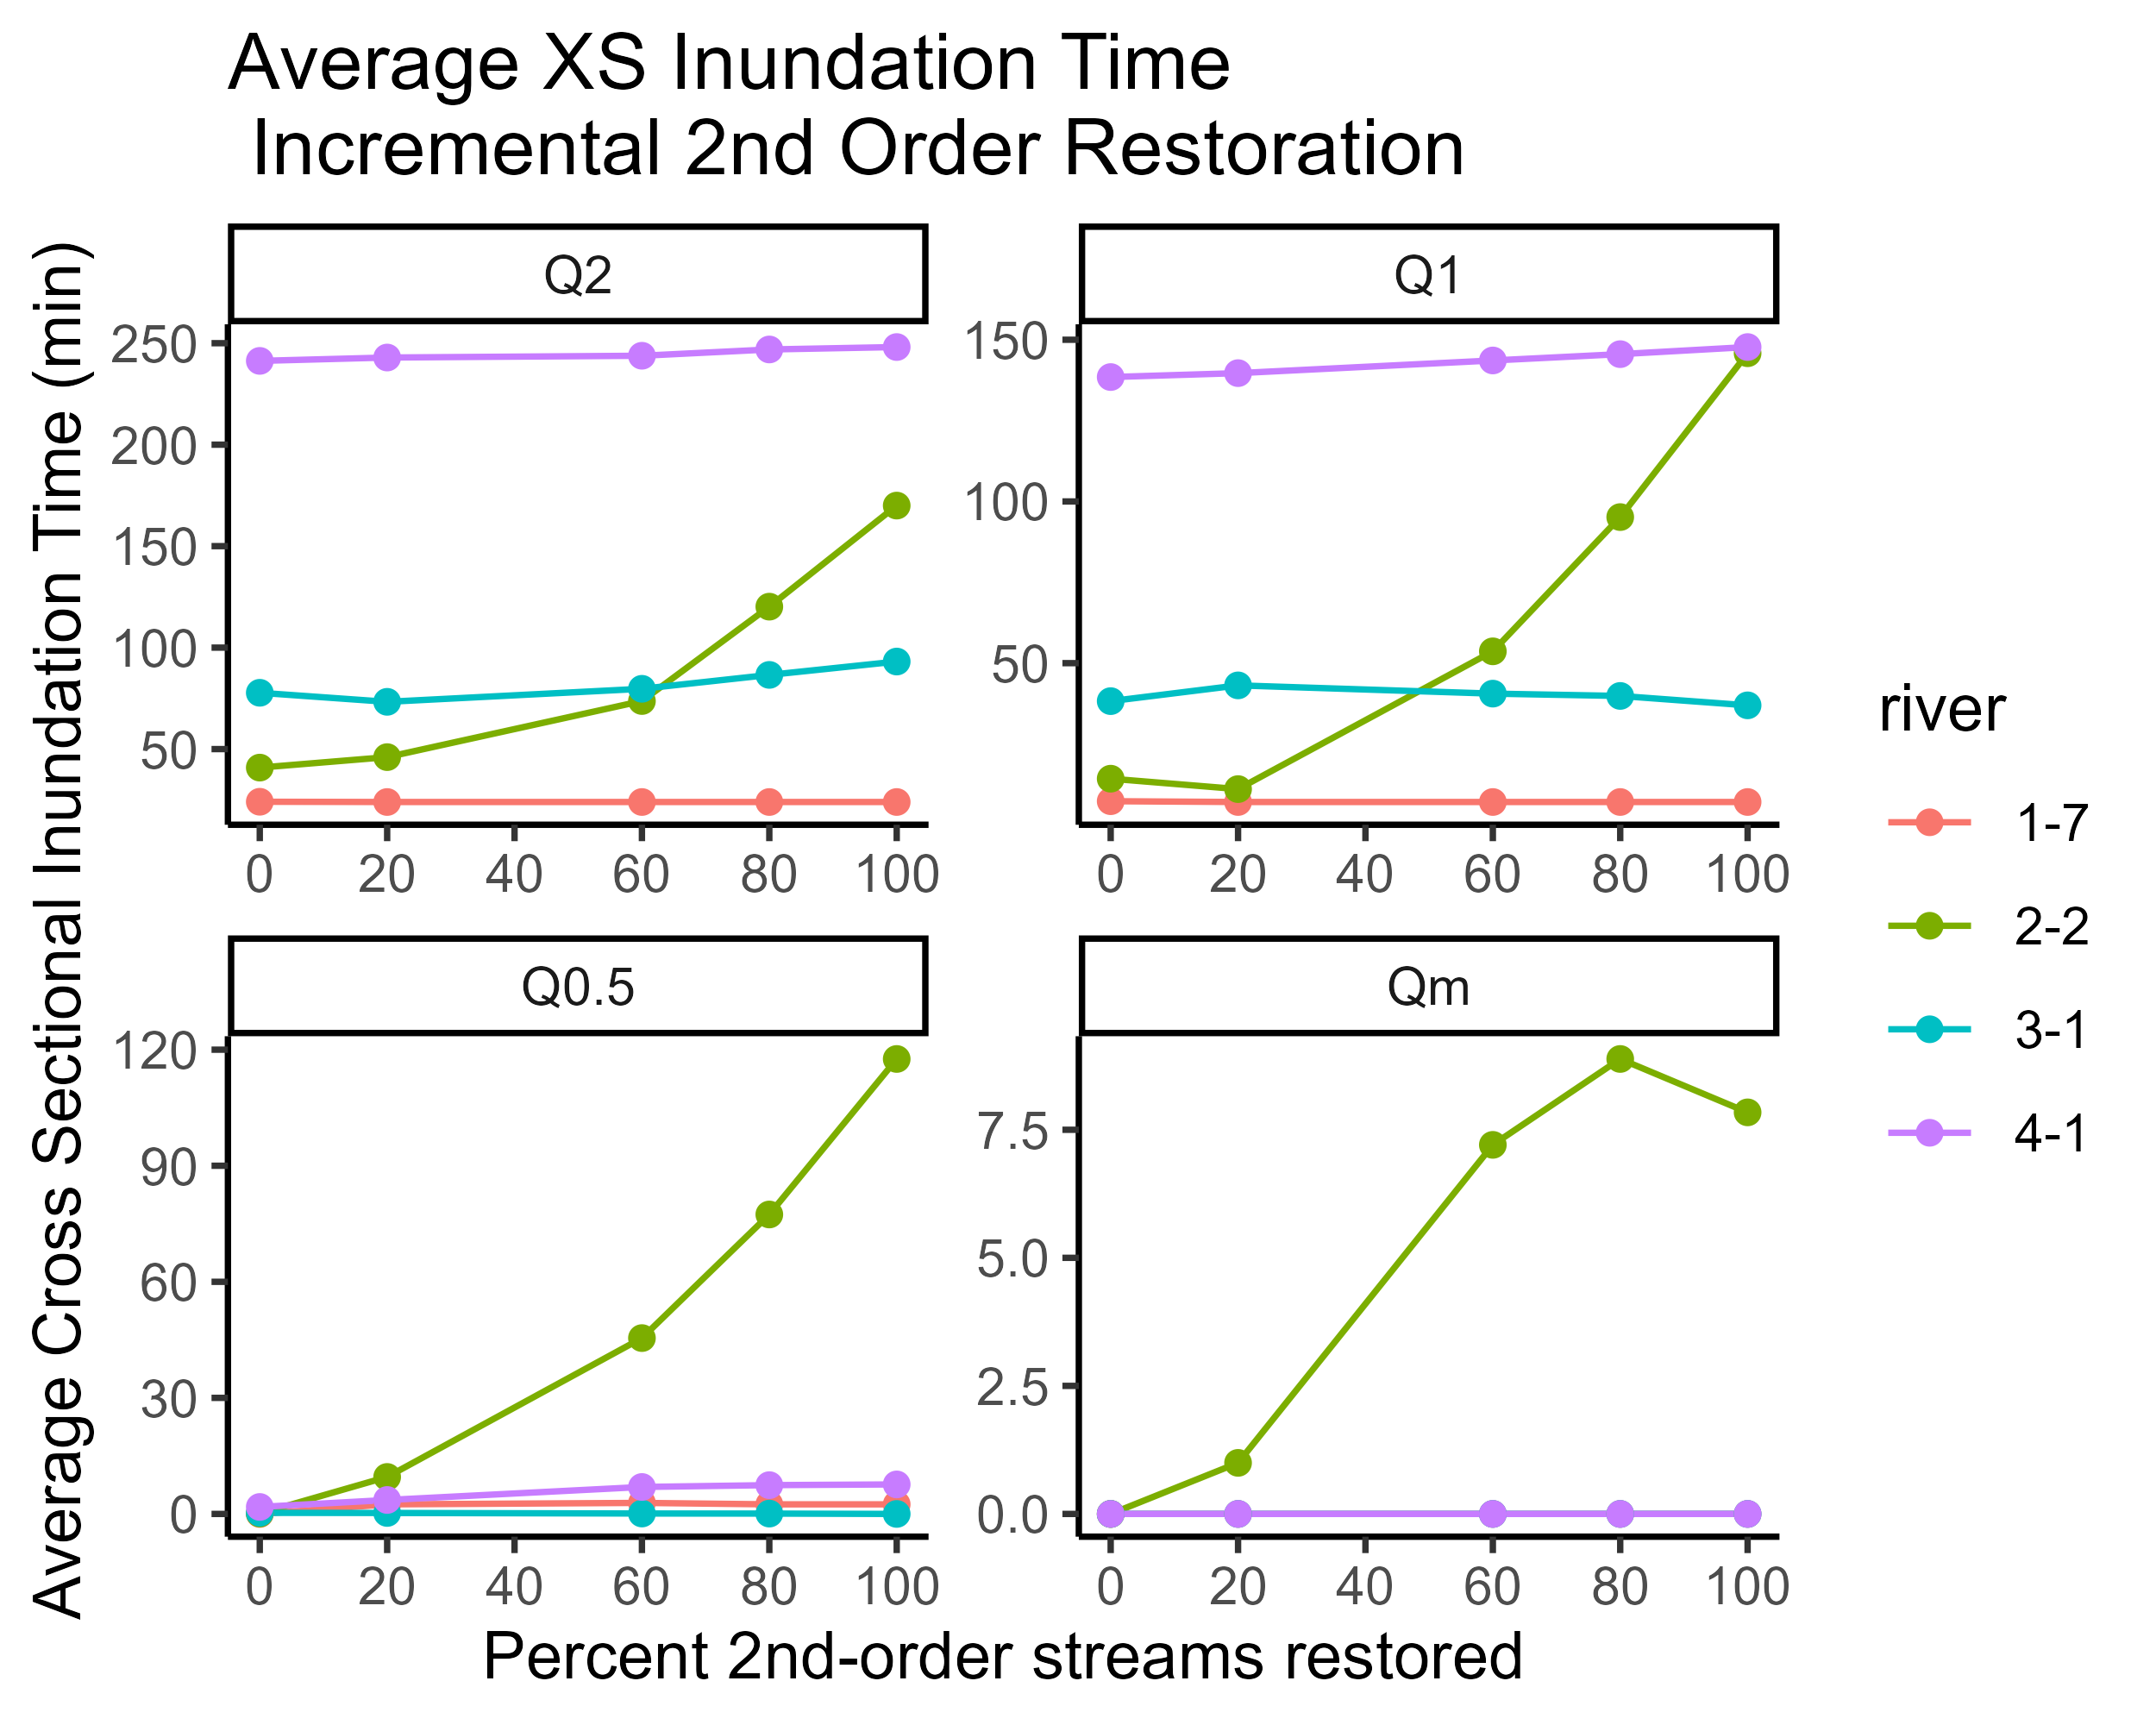 Average XS Inundation Time
Incremental 2nd Order Restoration
Average Cross Sectional Inundation Time (min)
Q2
250
200
150
100
50
0 20 40 60 80 100
Q1
150
100
50
0 20 40 60 80 100
Q0.5
120
90
60
30
0
0 20 40 60 80 100
Qm
7.5
5.0
2.5
0.0
0 20 40 60 80 100
Percent 2nd-order streams restored
river
1-7
2-2
3-1
4-1